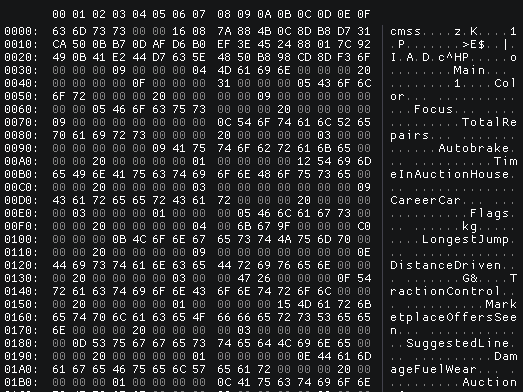 00 01 02 03 04 05 06 07 08 09 0A 0B 0C 0D 0E 0F
0000: 63 6D 73 73 00 00 16 08 7A 88 4B 0C 8D B8 D7 31 cmss....z.K....1
0010: CA 50 B8 B7 0D AF D6 B0 EF 3E 45 24 88 01 7C 92 .P.......>E$..|.
0020: 49 0B 41 E2 44 D7 63 5E 48 50 B8 98 CD 8D F3 6F I.A.D.c^HP.....o
0030: 00 00 00 09 00 00 00 04 4D 61 69 6E 00 00 00 20 ........Main...
0040: 00 00 00 0F 00 00 00 00 31 00 00 00 05 43 6F 6C ........1....Col
0050: 6F 72 00 00 00 20 00 00 00 00 09 00 00 00 00 00 or... ..........
0060: 00 00 05 46 6F 63 75 73 00 00 00 20 00 00 00 00 ...Focus... ....
0070: 09 00 00 00 00 00 00 00 0C 54 6F 74 61 6C 52 65 .........TotalRe
0080: 70 61 69 72 73 00 00 00 20 00 00 00 00 03 00 00 pairs... .......
0090: 00 00 00 00 00 09 41 75 74 6F 62 72 61 6B 65 00 ......Autobrake.
00A0: 00 00 20 00 00 00 00 01 00 00 00 00 12 54 69 6D .. ..........Tim
00B0: 65 49 6E 41 75 63 74 69 6F 6E 48 6F 75 73 65 00 eInAuctionHouse.
00C0: 00 00 20 00 00 00 00 03 00 00 00 00 00 00 00 09 .. .............
00D0: 43 61 72 65 65 72 43 61 72 00 00 00 20 00 00 00 CareerCar... ...
00E0: 00 03 00 00 00 01 00 00 00 05 46 6C 61 67 73 00 ..........Flags.
00F0: 00 00 20 00 00 00 00 04 00 6B 67 9F 00 00 00 C0 .. ......kg.....
0100: 00 00 00 0B 4C 6F 6E 67 65 73 74 4A 75 6D 70 00 ....LongestJump.
0110: 00 00 20 00 00 00 00 09 00 00 00 00 00 00 00 0E .. .............
0120: 44 69 73 74 61 6E 63 65 44 72 69 76 65 6E 00 00 DistanceDriven..
0130: 00 20 00 00 00 00 03 00 00 47 26 00 00 00 0F 54 . .......G&....T
0140: 72 61 63 74 69 6F 6E 43 6F 6E 74 72 6F 6C 00 00 ractionControl..
0150: 00 20 00 00 00 00 01 00 00 00 00 15 4D 61 72 6B . ..........Mark
0160: 65 74 70 6C 61 63 65 4F 66 66 65 72 73 53 65 65 etplaceOffersSee
0170: 6E 00 00 00 20 00 00 00 00 03 00 00 00 00 00 00 n... ...........
0180: 00 0D 53 75 67 67 65 73 74 65 64 4C 69 6E 65 00 ..SuggestedLine.
0190: 00 00 20 00 00 00 00 01 00 00 00 00 0E 44 61 6D .. ..........Dam
01A0: 61 67 65 46 75 65 6C 57 65 61 72 00 00 00 20 00 ageFuelWear... .
01B0: 00 00 00 01 00 00 00 00 0C 41 75 63 74 69 6F 6E .........Auction